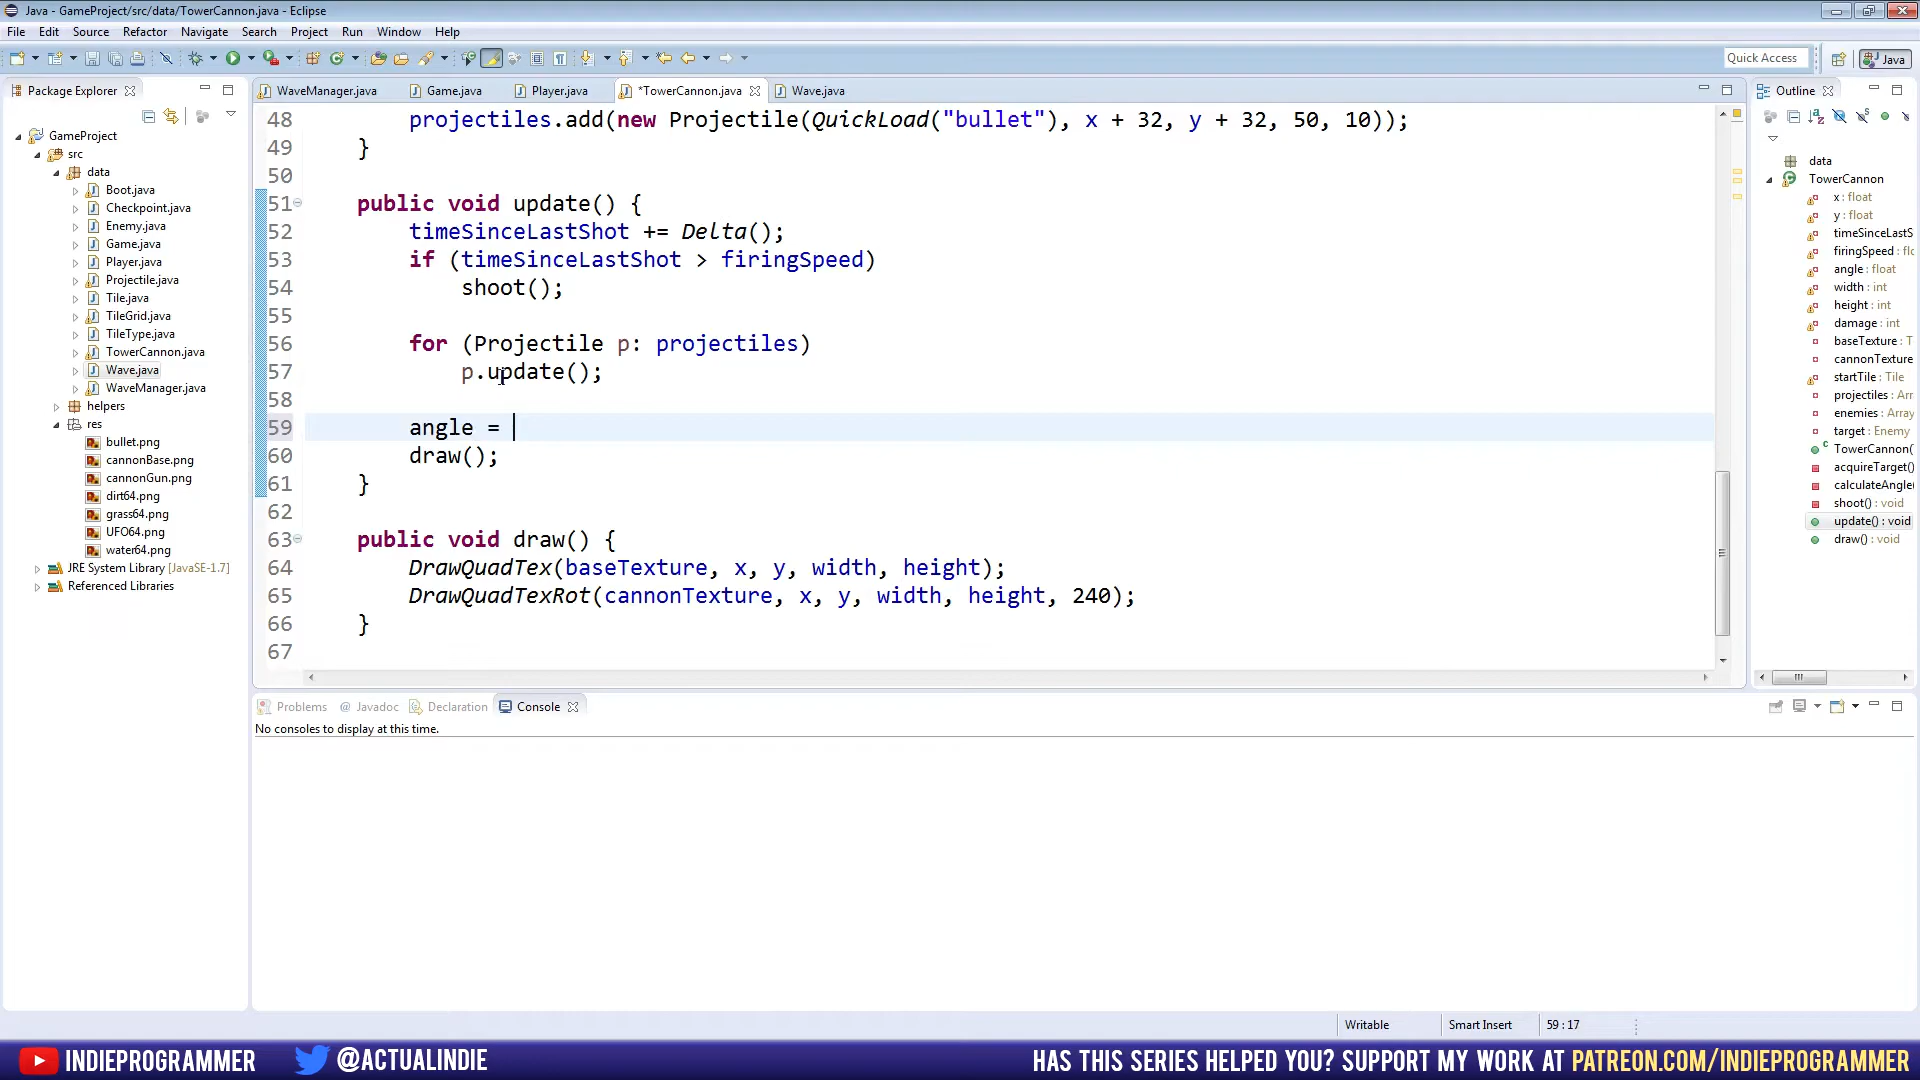 Java - GameProject/src/data/TowerCannon.java - Eclipse
File Edit Source Refactor Navigate Search Project Run Window Help
Quick Access
Java
Package Explorer
WaveManager.java Game.java Player.java *TowerCannon.java Wave.java
Outline
GameProject
src
data
Boot.java
Checkpoint.java
Enemy.java
Game.java
Player.java
Projectile.java
Tile.java
TileGrid.java
TileType.java
TowerCannon.java
Wave.java
WaveManager.java
helpers
res
bullet.png
cannonBase.png
cannonGun.png
dirt64.png
grass64.png
UFO64.png
water64.png
JRE System Library [JavaSE-1.7]
Referenced Libraries
48 projectiles.add(new Projectile(QuickLoad("bullet"), x + 32, y + 32, 50, 10));
49 }
50
51 public void update() {
52 timeSinceLastShot += Delta();
53 if (timeSinceLastShot > firingSpeed)
54 shoot();
55
56 for (Projectile p: projectiles)
57 p.update();
58
59 angle =
60 draw();
61 }
62
63 public void draw() {
64 DrawQuadTex(baseTexture, x, y, width, height);
65 DrawQuadTexRot(cannonTexture, x, y, width, height, 240);
66 }
67
data
TowerCannon
x : float
y : float
timeSinceLastS
firingSpeed : flo
angle : float
width : int
height : int
damage : int
baseTexture : T
cannonTexture
startTile : Tile
projectiles : Arr
enemies : Array
target : Enemy
TowerCannon(
acquireTarget()
calculateAngle(
shoot() : void
update() : void
draw() : void
Problems @ Javadoc Declaration Console
No consoles to display at this time.
Writable Smart Insert 59 : 17
INDIEPROGRAMMER @ACTUALINDIE HAS THIS SERIES HELPED YOU? SUPPORT MY WORK AT PATREON.COM/INDIEPROGRAMMER